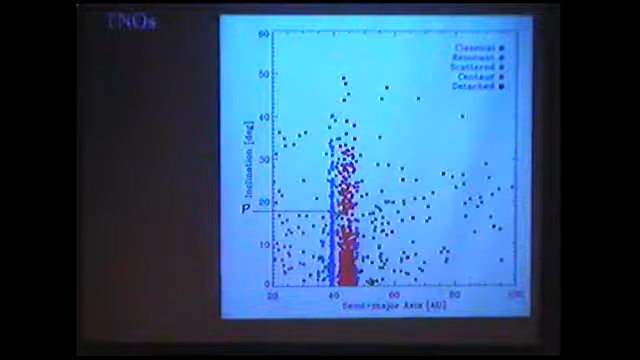 TNOs
60
50
40
30
20
10
0
Inclination [deg]
P
Classical
Resonant
Scattered
Centaur
Detached
20 40 60 80 100
Semi-major Axis [AU]